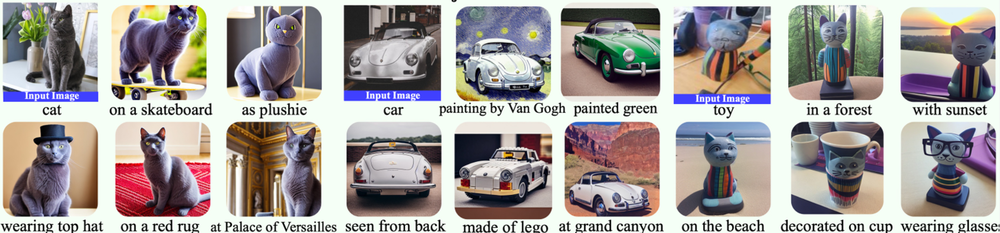 Input Image
Input Image
Input Image
cat
on a skateboard
as plushie
car
painting by Van Gogh
painted green
toy
in a forest
with sunset
wearing top hat
on a red rug
at Palace of Versailles
seen from back
made of lego
at grand canyon
on the beach
decorated on cup
wearing glasses